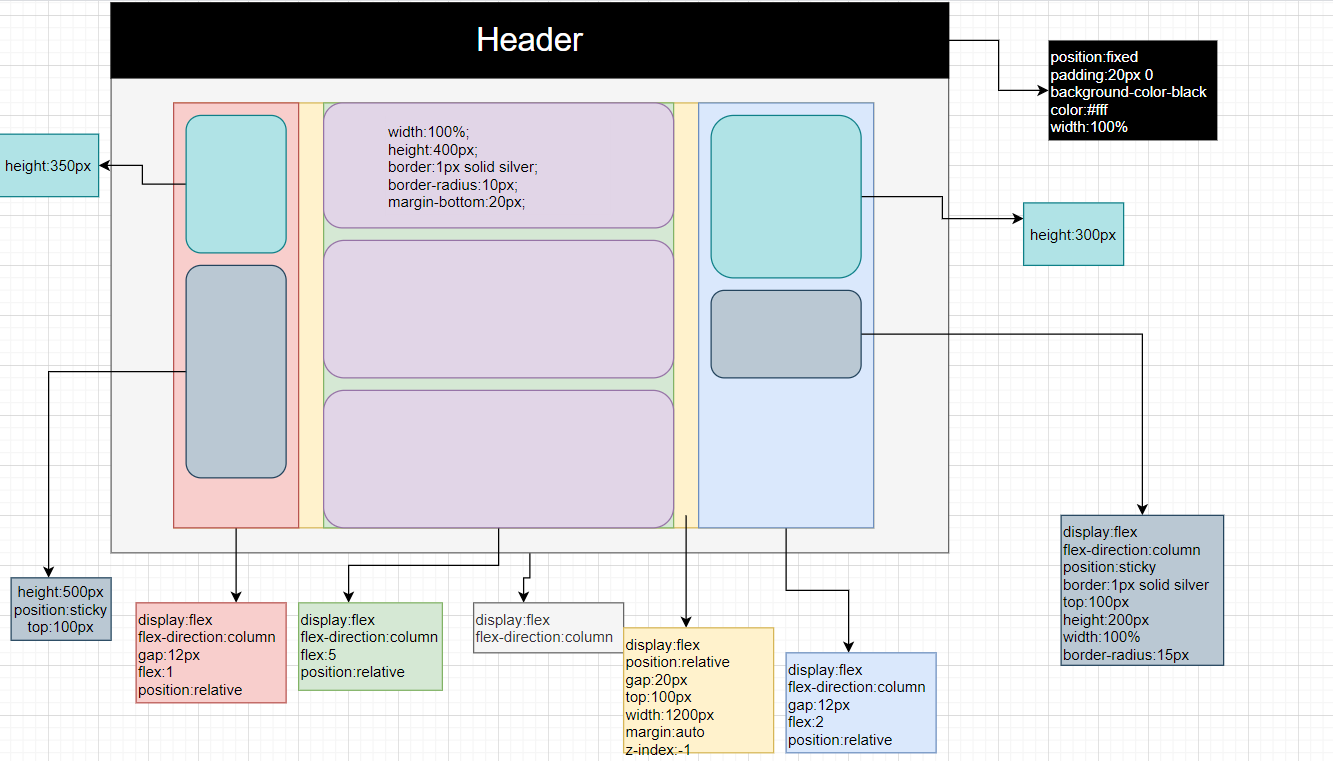 Header
position:fixed
padding:20px 0
background-color-black
color:#fff
width:100%
width:100%;
height:400px;
border:1px solid silver;
border-radius:10px;
margin-bottom:20px;
height:350px
height:300px
height:500px
position:sticky
top:100px
display:flex
flex-direction:column
gap:12px
flex:1
position:relative
display:flex
flex-direction:column
flex:5
position:relative
display:flex
flex-direction:column
display:flex
position:relative
gap:20px
top:100px
width:1200px
margin:auto
z-index:-1
display:flex
flex-direction:column
gap:12px
flex:2
position:relative
display:flex
flex-direction:column
position:sticky
border:1px solid silver
top:100px
height:200px
width:100%
border-radius:15px